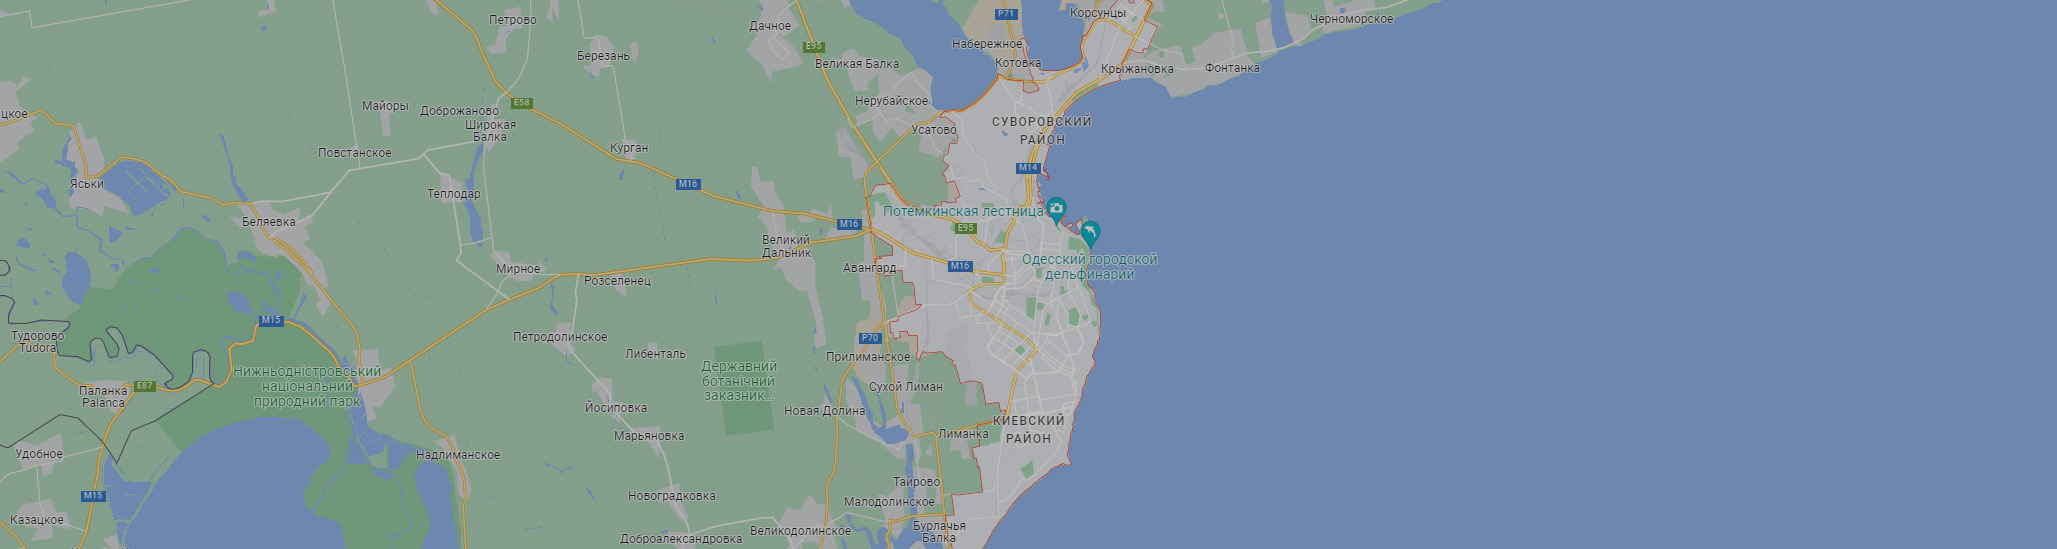 Петрово
Дачное
P71
Корсунцы
Черноморское
Набережное
E95
Березань
Великая Балка
Котовка
Крыжановка
Фонтанка
Майоры
Доброжаново
E58
Нерубайское
цкое
Широкая
Балка
Усатово
СУВОРОВСКИЙ
РАЙОН
Повстанское
Курган
M14
Яськи
Теплодар
M16
Потёмкинская лестница
Беляевка
M16
E95
Великий
Дальник
Мирное
Авангард
M16
Одесский городской
дельфинарий
Розселенец
M15
Тудорово
Tudora
Петродолинское
P70
Либенталь
Прилиманское
Нижньодністровський
національний
природний парк
Державний
ботанічний
заказник...
Паланка
Palanca
E87
Сухой Лиман
Йосиповка
Новая Долина
КИЕВСКИЙ
РАЙОН
Марьяновка
Лиманка
Удобное
Надлиманское
M15
Новоградковка
Таирово
Малодолинское
Казацкое
Великодолинское
Бурлачья
Балка
Доброалександровка